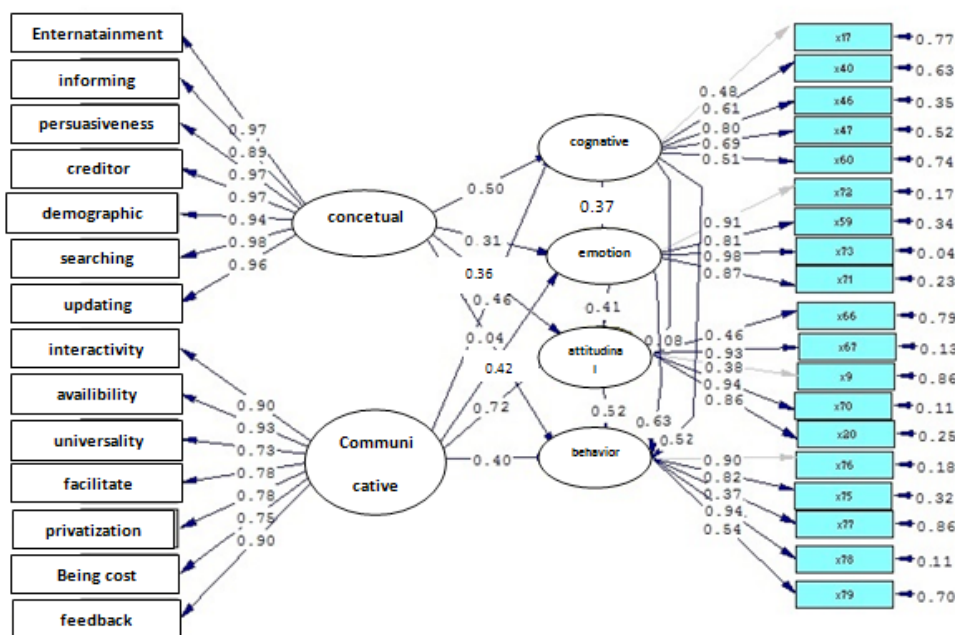 Enternatainment
informing
persuasiveness
creditor
demographic
searching
updating
interactivity
availibility
universality
facilitate
privatization
Being cost
feedback
0.97
0.89
0.97
0.97
0.94
0.98
0.96
0.90
0.93
0.73
0.78
0.78
0.75
0.90
concetual
Communi
cative
0.50
0.31
0.36
0.46
0.04
0.42
0.72
0.40
cognative
0.37
emotion
0.41
attitudina
l
0.52
behavior
0.08
0.63
0.52
0.48
0.61
0.80
0.69
0.51
0.91
0.81
0.98
0.87
0.46
0.93
0.38
0.94
0.86
0.90
0.82
0.37
0.94
0.54
x17 0.77
x40 0.63
x46 0.35
x47 0.52
x60 0.74
x72 0.17
x59 0.34
x73 0.04
x71 0.23
x66 0.79
x67 0.13
x9 0.86
x70 0.11
x20 0.25
x76 0.18
x75 0.32
x77 0.86
x78 0.11
x79 0.70